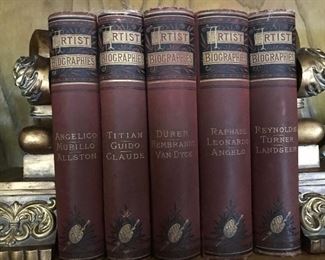 ARTIST
BIOGRAPHIES
ANGELICO
MURILLO
ALLSTON
ARTIST
BIOGRAPHIES
TITIAN
GUIDO
CLAUDE
ARTIST
BIOGRAPHIES
DURER
REMBRANDT
VAN DYCK
ARTIST
BIOGRAPHIES
RAPHAEL
LEONARDO
ANGELO
ARTIST
BIOGRAPHIES
REYNOLDS
TURNER
LANDSEER